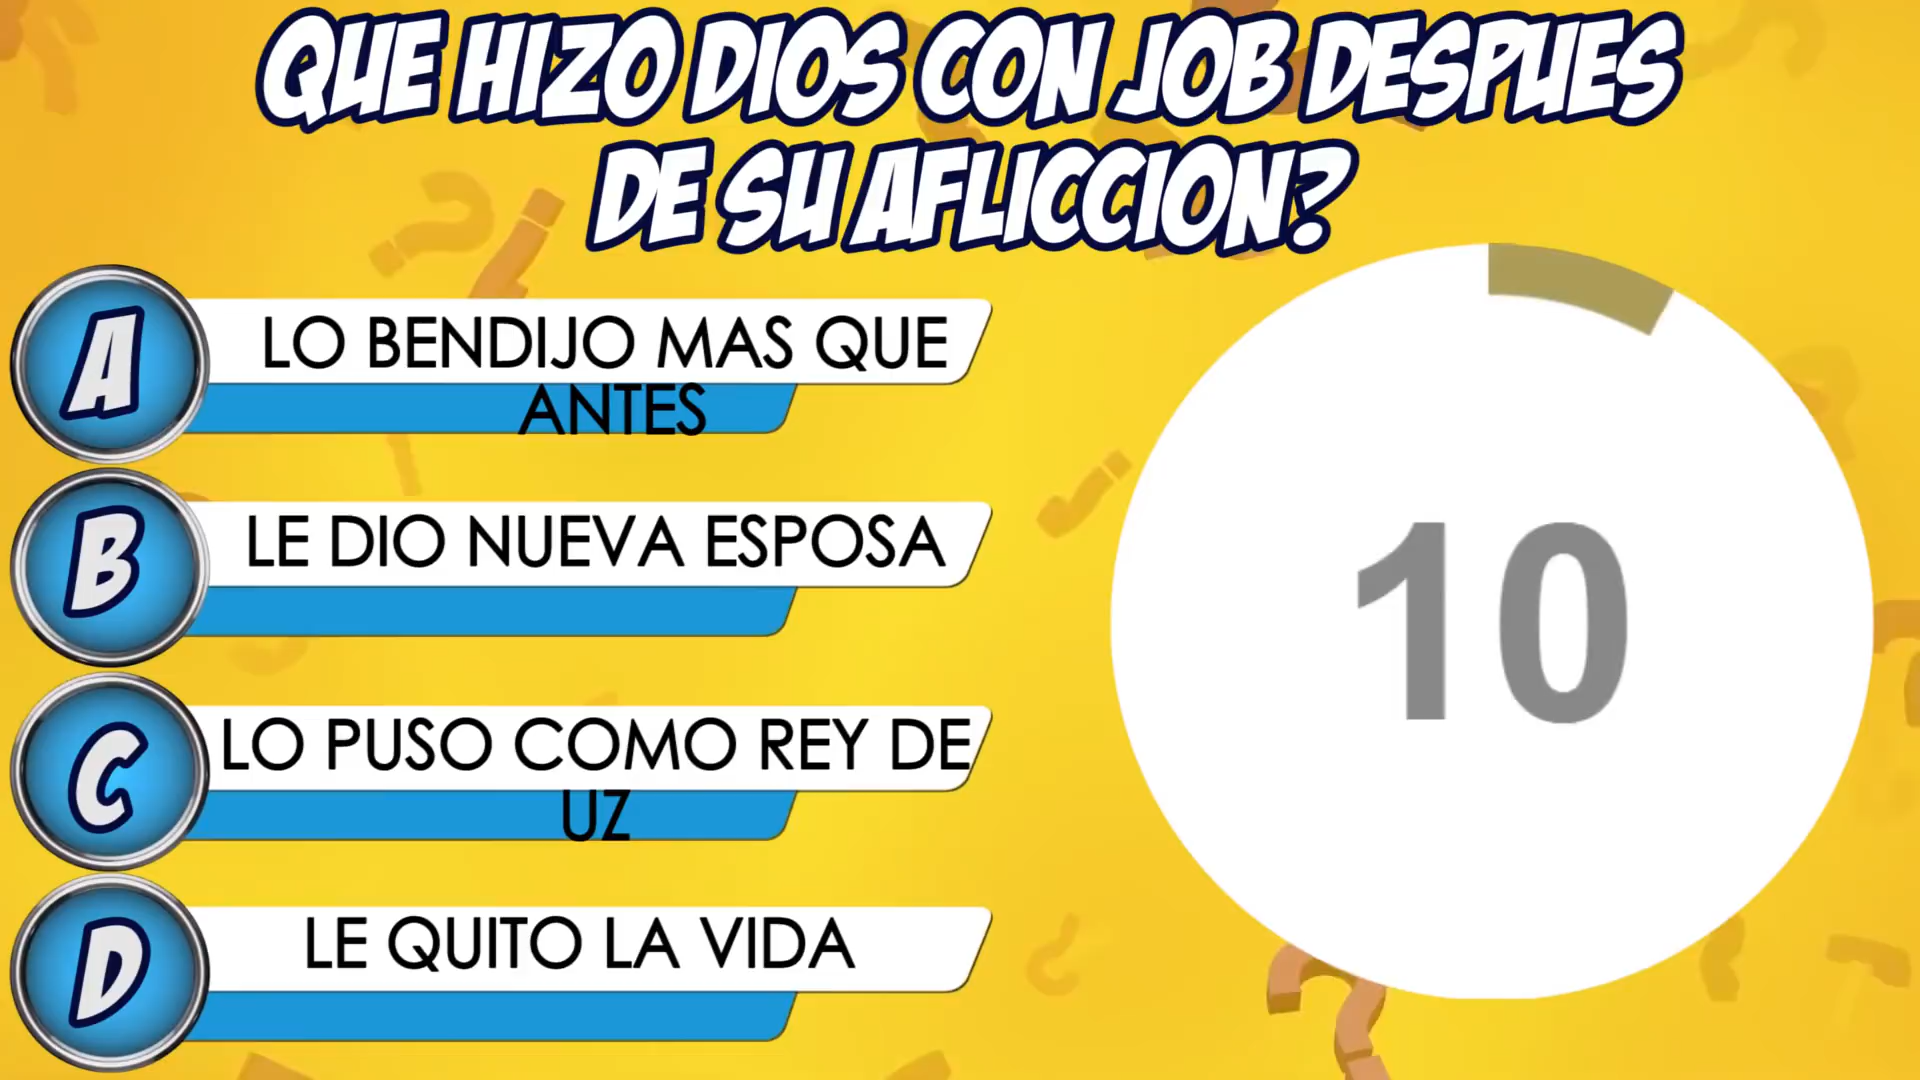 QUE HIZO DIOS CON JOB DESPUES
DE SU AFLICCION?
A
LO BENDIJO MAS QUE
ANTES
B
LE DIO NUEVA ESPOSA
C
LO PUSO COMO REY DE
UZ
D
LE QUITO LA VIDA
10